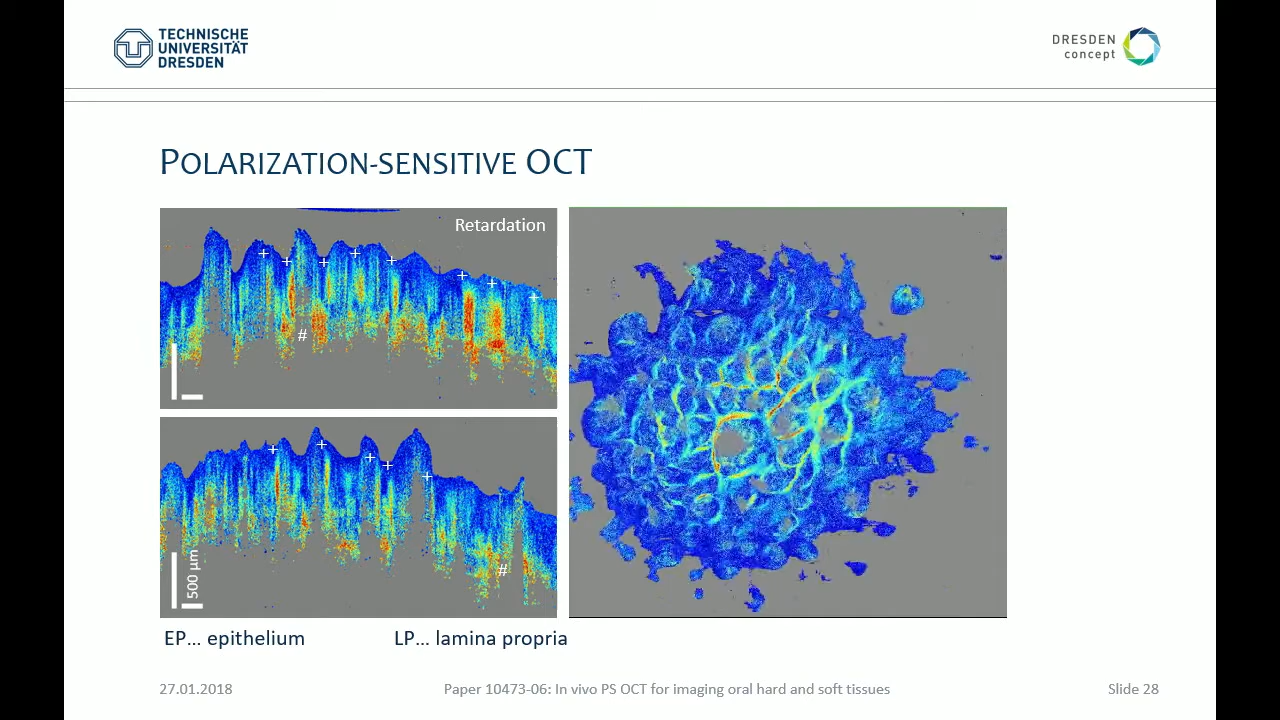 TECHNISCHE
UNIVERSITÄT
DRESDEN
DRESDEN
concept
POLARIZATION-SENSITIVE OCT
Retardation
+ + + + + + + +
#
+ + + + +
#
500 µm
EP... epithelium
LP... lamina propria
27.01.2018
Paper 10473-06: In vivo PS OCT for imaging oral hard and soft tissues
Slide 28